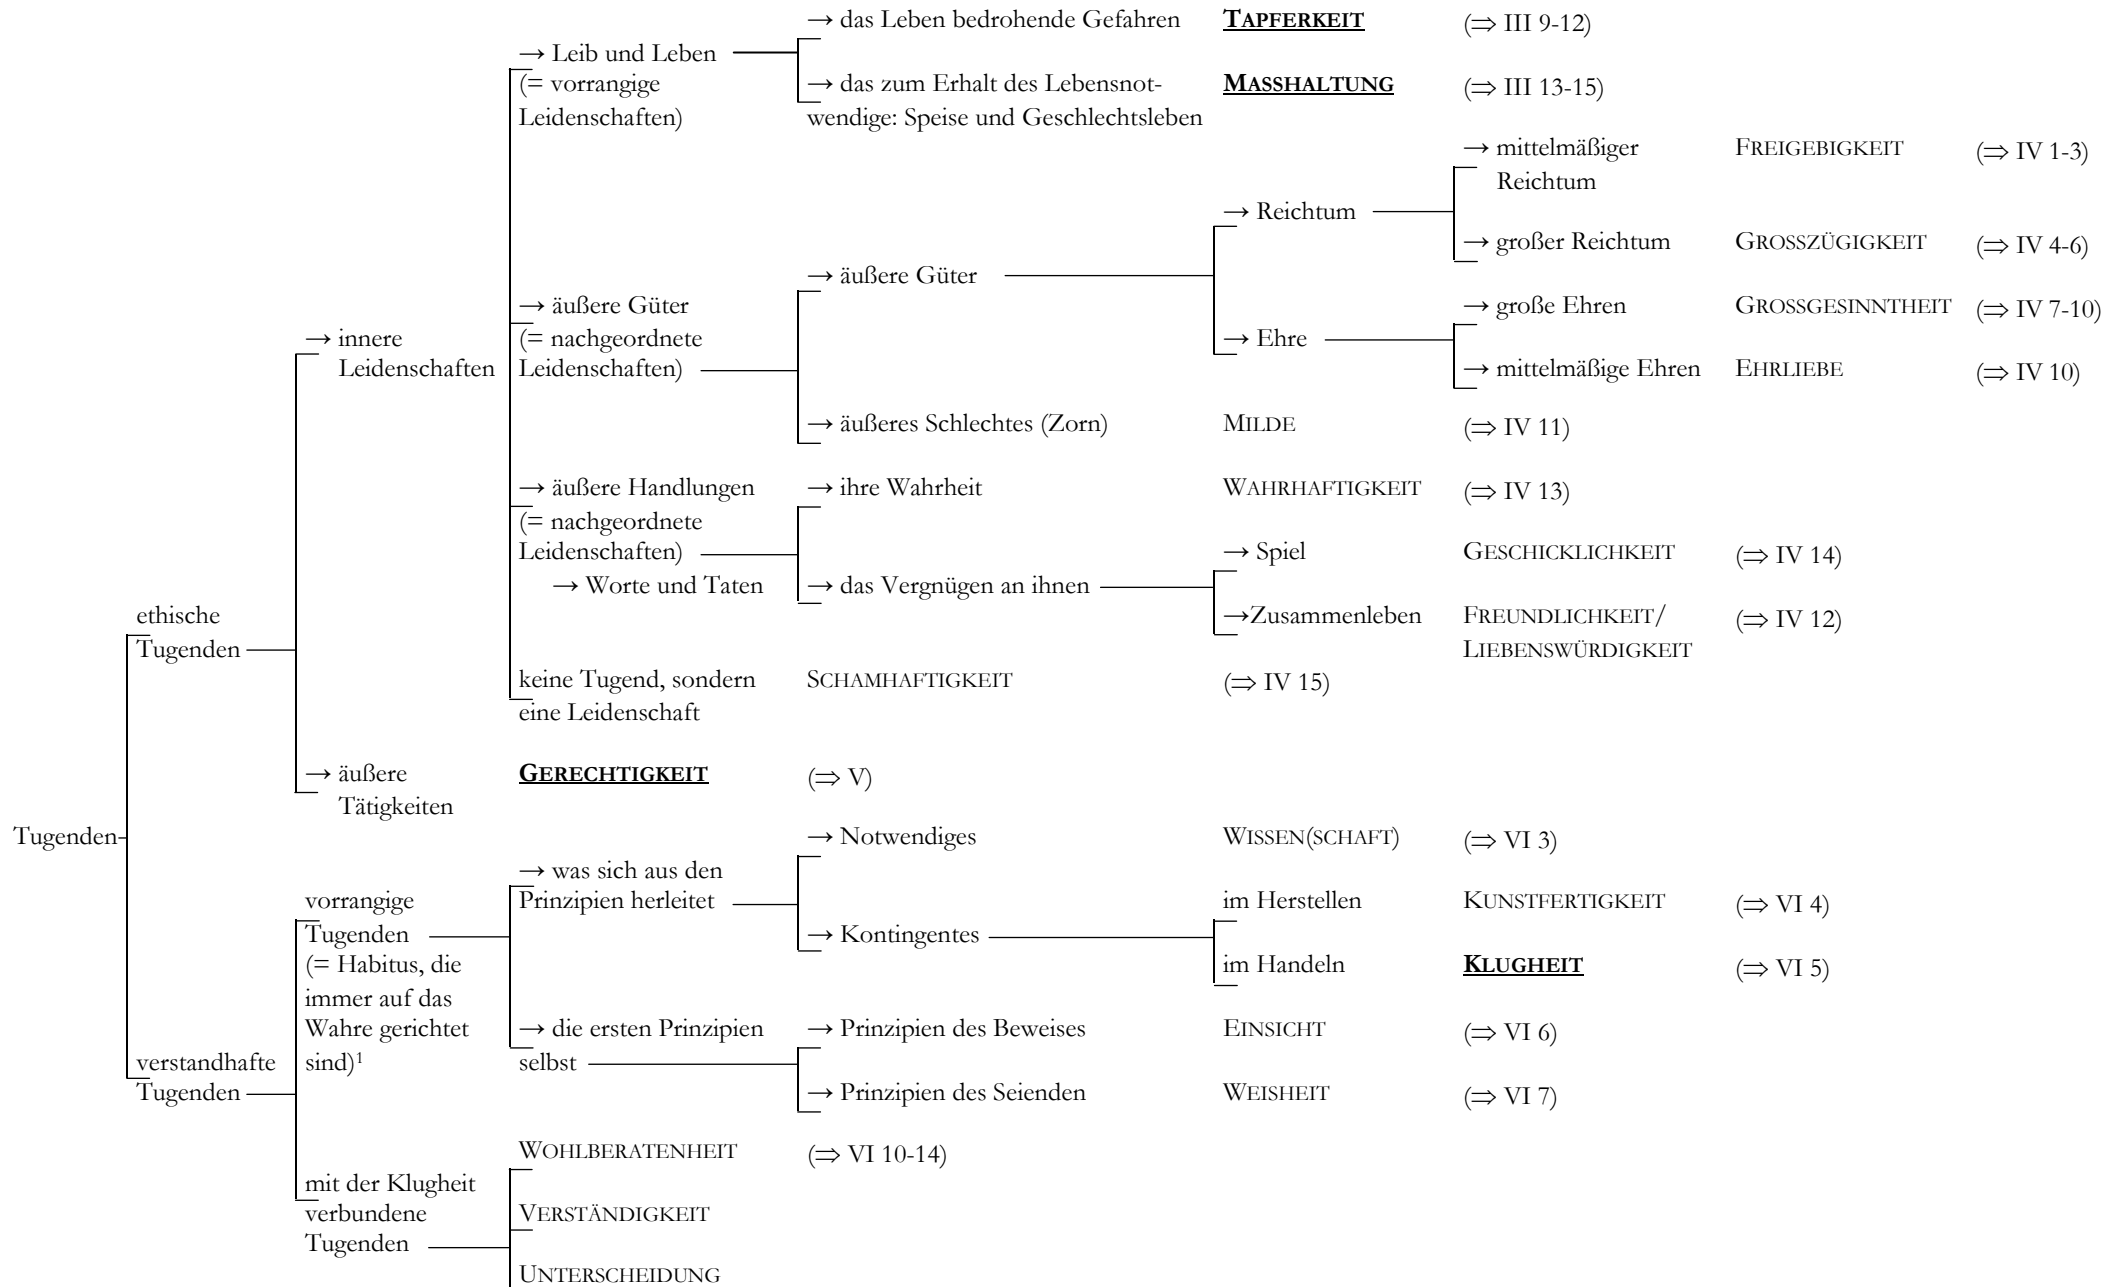 → das Leben bedrohende Gefahren TAPFERKEIT (⇒ III 9-12)
→ Leib und Leben
(= vorrangige
Leidenschaften)
→ das zum Erhalt des Lebensnot-
wendige: Speise und Geschlechtsleben
MASSHALTUNG (⇒ III 13-15)
→ mittelmäßiger
Reichtum
FREIGEBIGKEIT (⇒ IV 1-3)
→ Reichtum
→ großer Reichtum GROSSZÜGIGKEIT (⇒ IV 4-6)
→ äußere Güter
→ äußere Güter
(= nachgeordnete
Leidenschaften)
→ große Ehren GROSSGESINNTHEIT (⇒ IV 7-10)
→ innere
Leidenschaften
→ Ehre
→ mittelmäßige Ehren EHRLIEBE (⇒ IV 10)
→ äußeres Schlechtes (Zorn) MILDE (⇒ IV 11)
→ äußere Handlungen
(= nachgeordnete
Leidenschaften)
→ Worte und Taten
→ ihre Wahrheit WAHRHAFTIGKEIT (⇒ IV 13)
→ Spiel GESCHICKLICHKEIT (⇒ IV 14)
→ das Vergnügen an ihnen
→Zusammenleben FREUNDLICHKEIT/
LIEBENSWÜRDIGKEIT
(⇒ IV 12)
ethische
Tugenden
keine Tugend, sondern
eine Leidenschaft
SCHAMHAFTIGKEIT (⇒ IV 15)
→ äußere
Tätigkeiten
GERECHTIGKEIT (⇒ V)
Tugenden
→ Notwendiges WISSEN(SCHAFT) (⇒ VI 3)
→ was sich aus den
Prinzipien herleitet
vorrangige
Tugenden
(= Habitus, die
immer auf das
Wahre gerichtet
sind)¹
im Herstellen KUNSTFERTIGKEIT (⇒ VI 4)
→ Kontingentes
im Handeln KLUGHEIT (⇒ VI 5)
→ die ersten Prinzipien
selbst
→ Prinzipien des Beweises EINSICHT (⇒ VI 6)
→ Prinzipien des Seienden WEISHEIT (⇒ VI 7)
verstandhafte
Tugenden
WOHLBERATENHEIT (⇒ VI 10-14)
mit der Klugheit
verbundene
Tugenden
VERSTÄNDIGKEIT
UNTERSCHEIDUNG